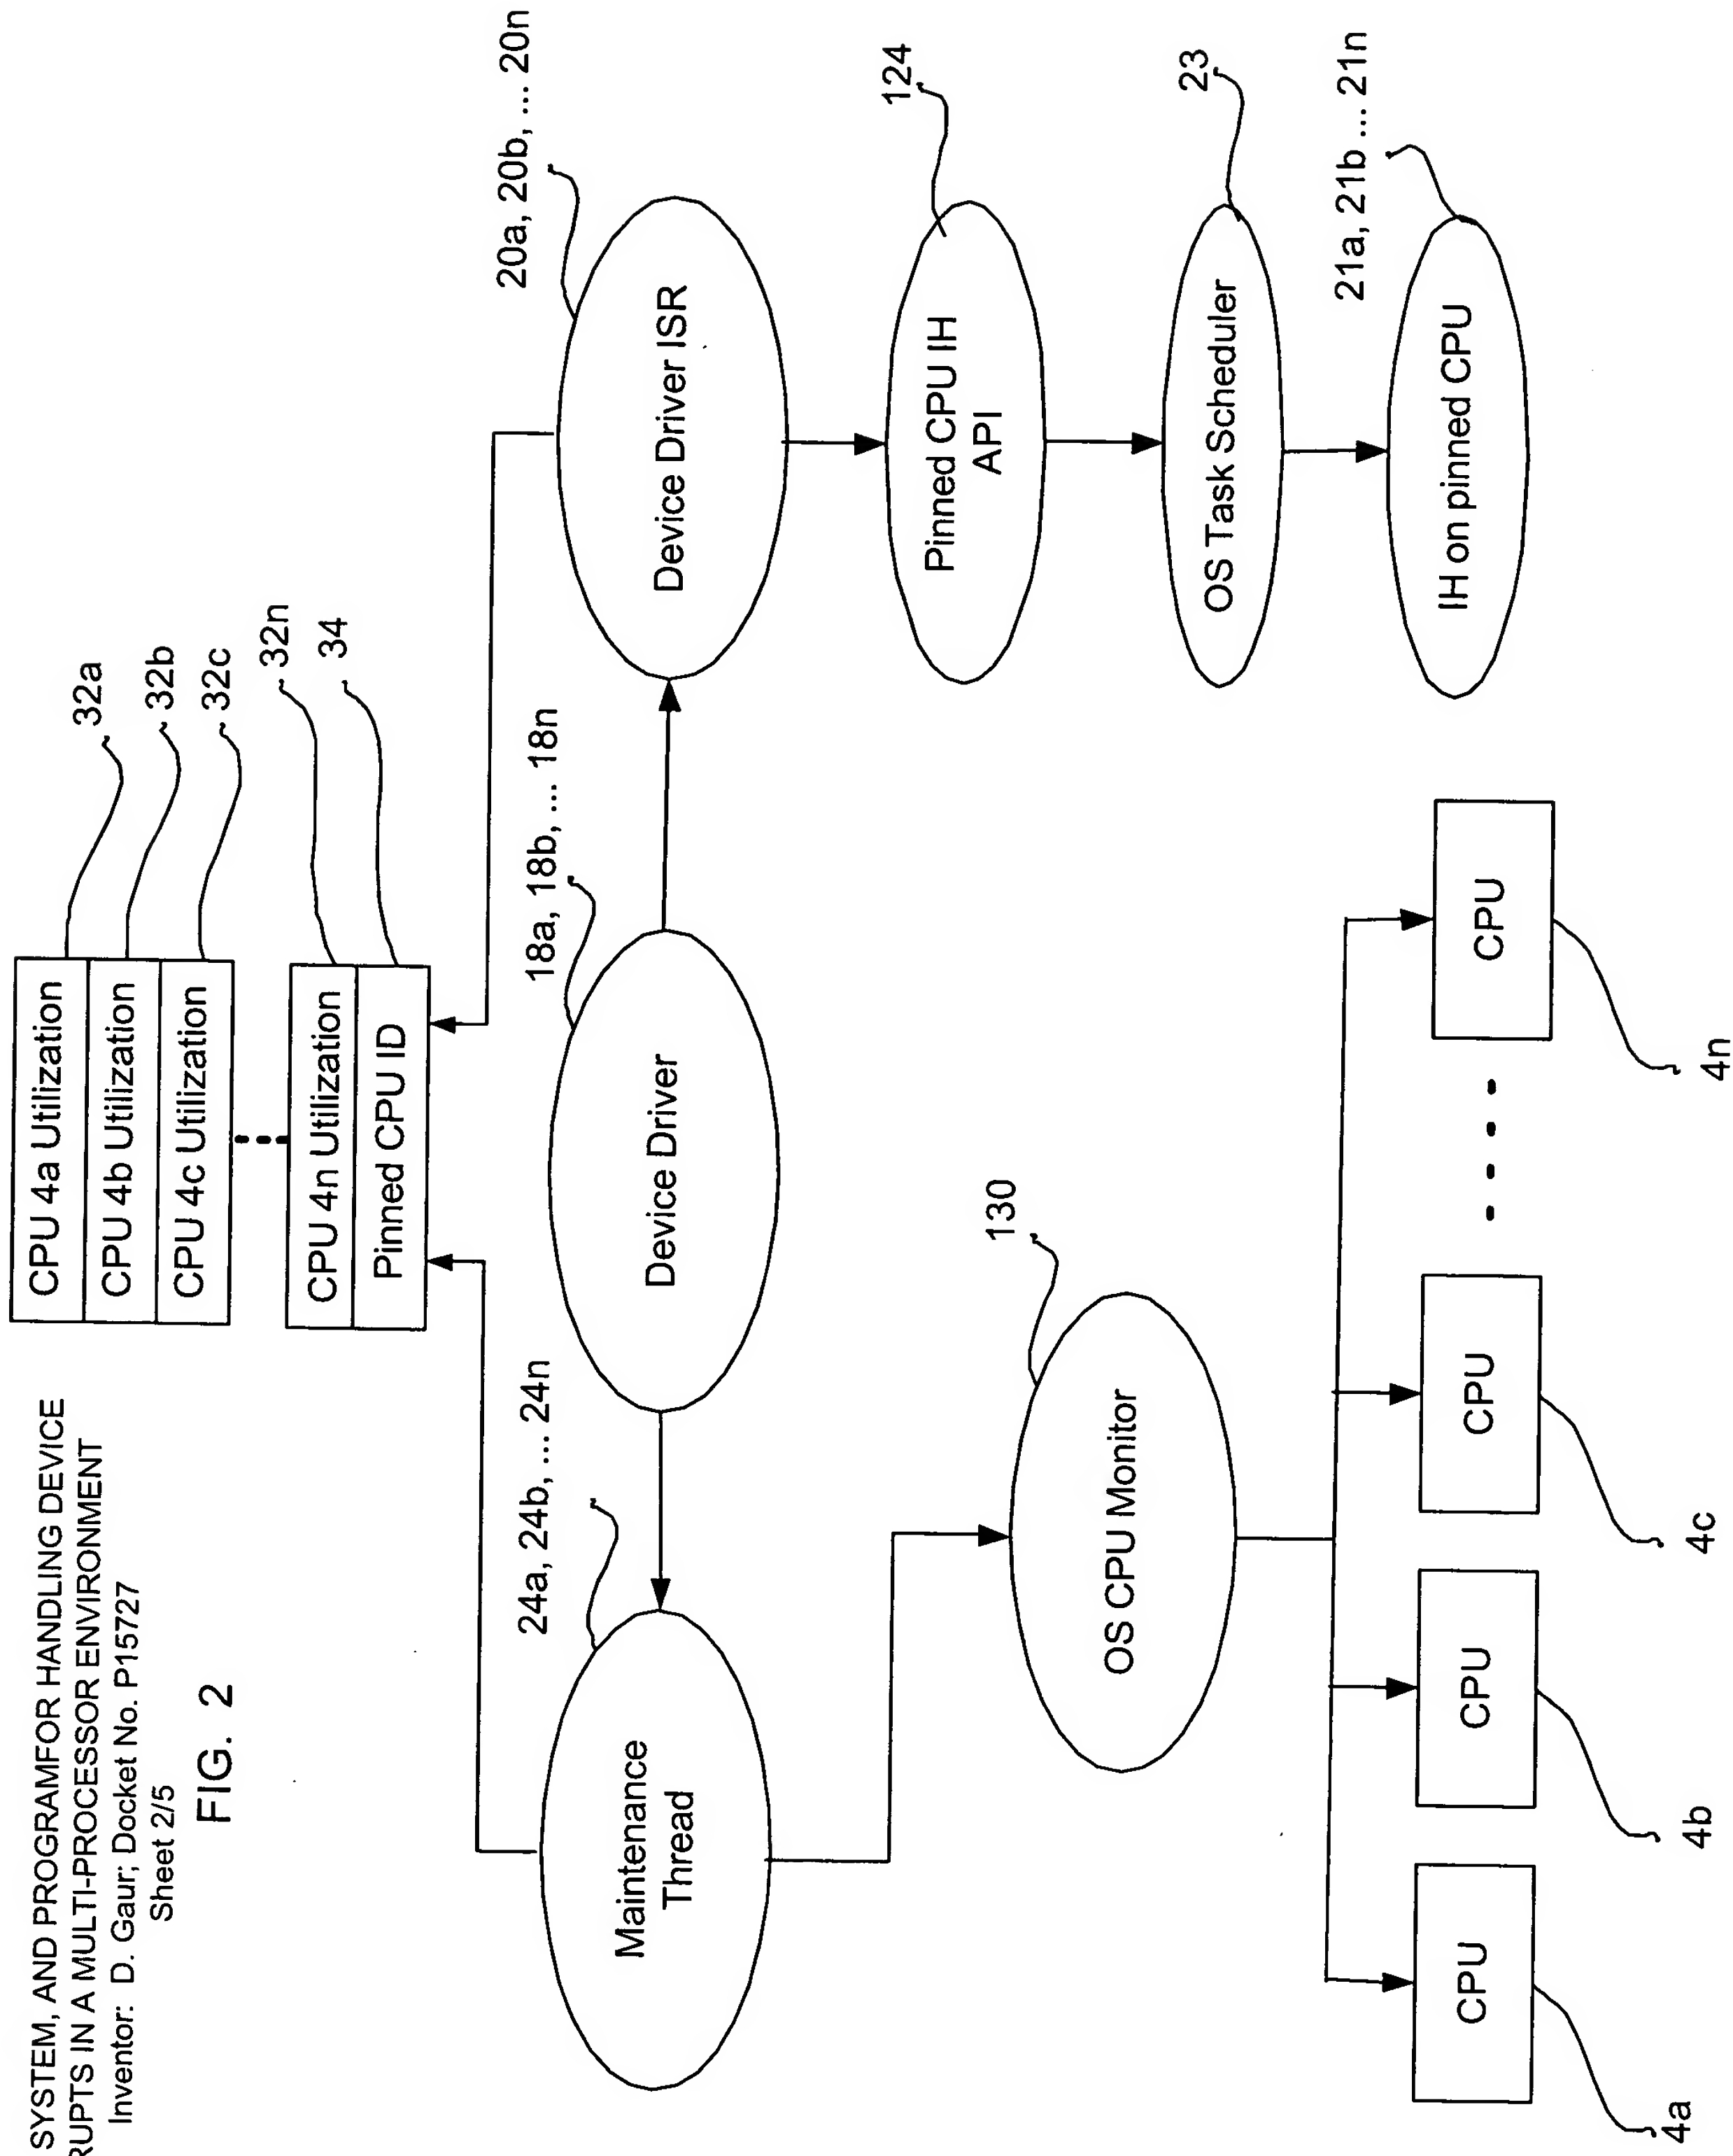 SYSTEM, AND PROGRAMFOR HANDLING DEVICE
RUPTS IN A MULTI-PROCESSOR ENVIRONMENT
Inventor: D. Gaur; Docket No. P15727
Sheet 2/5
FIG. 2
CPU 4a Utilization
32a
CPU 4b Utilization
32b
CPU 4c Utilization
32c
CPU 4n Utilization
32n
Pinned CPU ID
34
24a, 24b, ... 24n
18a, 18b, ... 18n
20a, 20b, ... 20n
Maintenance
Thread
Device Driver
Device Driver ISR
124
Pinned CPU IH
API
130
OS CPU Monitor
23
OS Task Scheduler
21a, 21b ... 21n
IH on pinned CPU
CPU
CPU
CPU
CPU
4a
4b
4c
4n